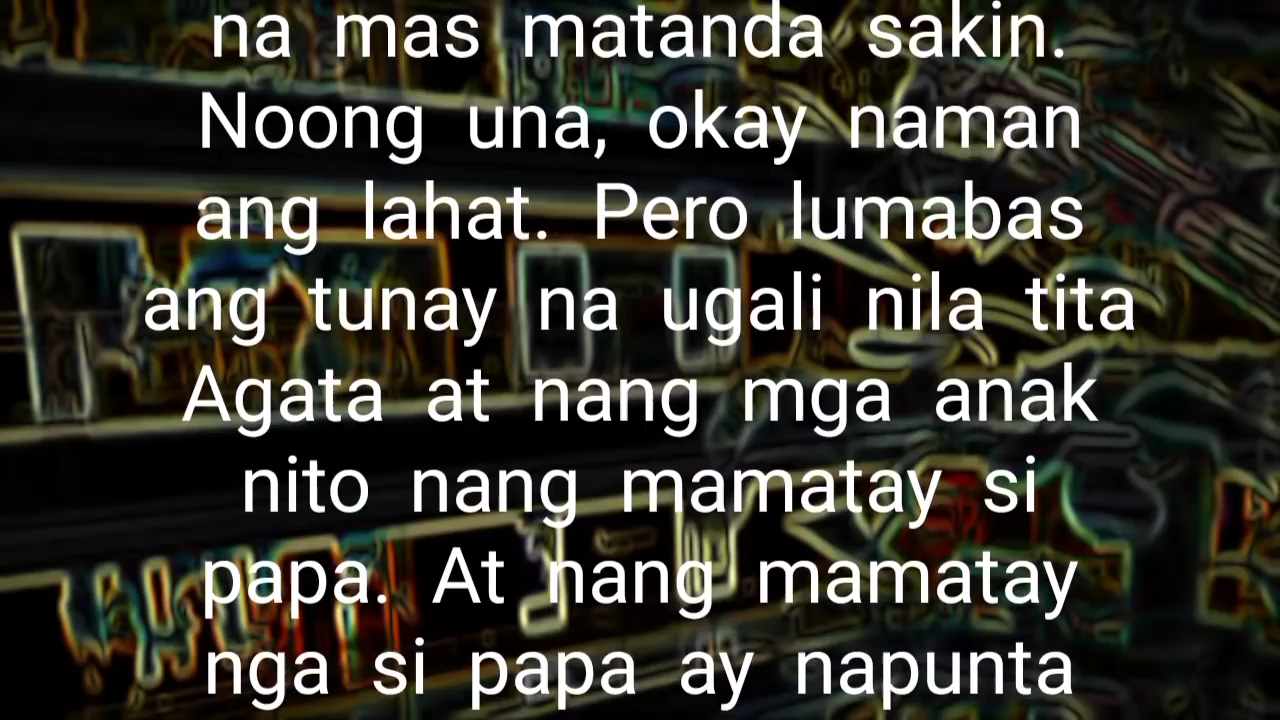 na mas matanda sakin.
Noong una, okay naman
ang lahat. Pero lumabas
ang tunay na ugali nila tita
Agata at nang mga anak
nito nang mamatay si
papa. At nang mamatay
nga si papa ay napunta